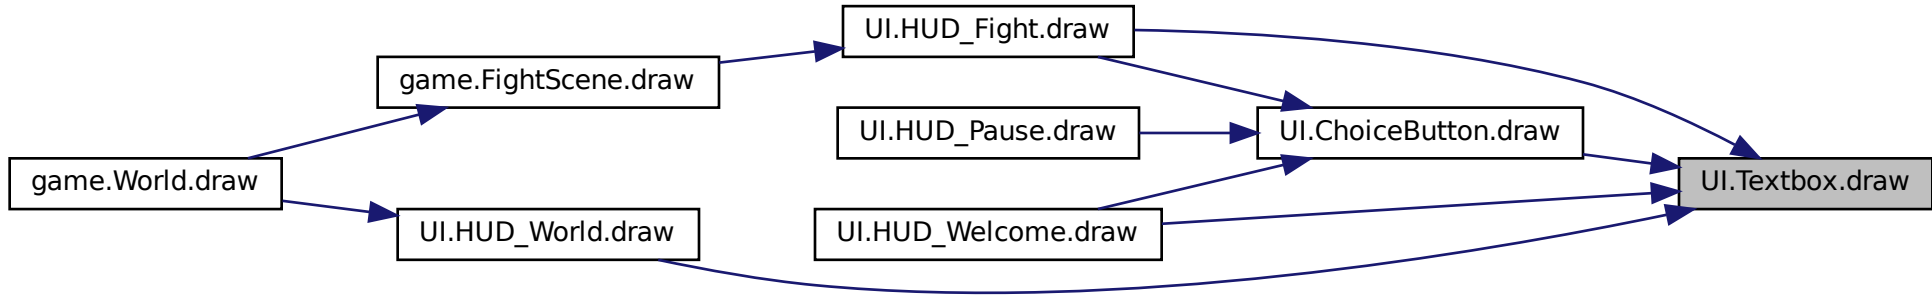 UI.HUD_Fight.draw
game.FightScene.draw
UI.HUD_Pause.draw
UI.ChoiceButton.draw
game.World.draw
UI.Textbox.draw
UI.HUD_World.draw
UI.HUD_Welcome.draw